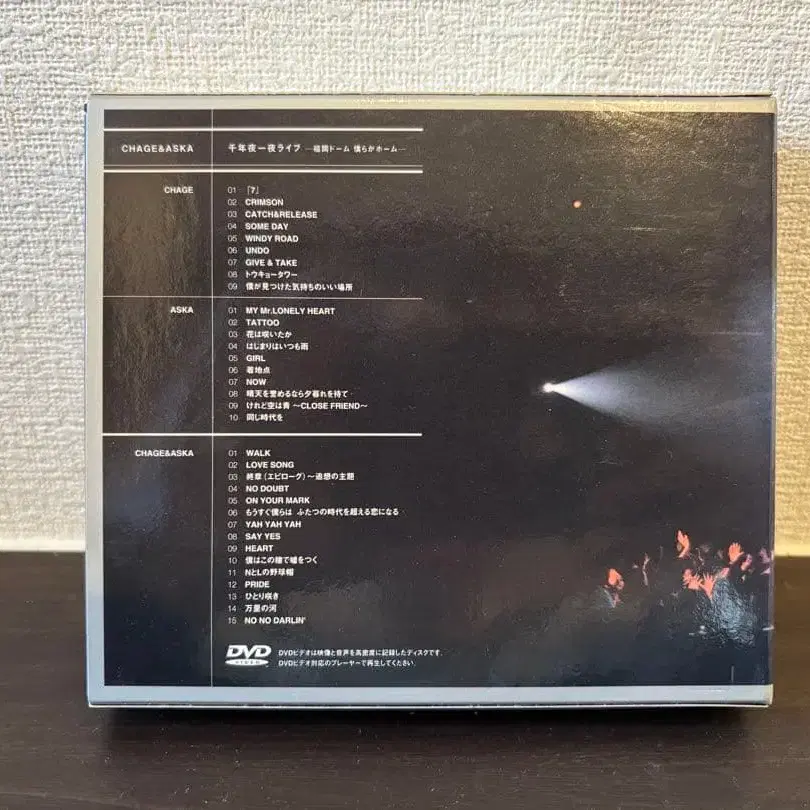 CHAGE&ASKA 千年夜一夜ライブ ―福岡ドーム 僕らがホーム―
CHAGE 01 「7」
02 CRIMSON
03 CATCH&RELEASE
04 SOME DAY
05 WINDY ROAD
06 UNDO
07 GIVE & TAKE
08 トウキョータワー
09 僕が見つけた気持ちのいい場所
ASKA 01 MY Mr.LONELY HEART
02 TATTOO
03 花は咲いたか
04 はじまりはいつも雨
05 GIRL
06 着地点
07 NOW
08 晴天を誉めるなら夕暮れを待て
09 けれど空は青 ～CLOSE FRIEND～
10 同じ時代を
CHAGE&ASKA 01 WALK
02 LOVE SONG
03 終章(エピローグ)～追想の主題
04 NO DOUBT
05 ON YOUR MARK
06 もうすぐ僕らは ふたつの時代を超える恋になる
07 YAH YAH YAH
08 SAY YES
09 HEART
10 僕はこの瞳で嘘をつく
11 NとLの野球帽
12 PRIDE
13 ひとり咲き
14 万里の河
15 NO NO DARLIN'
DVD VIDEO DVDビデオは映像と音声を高密度に記録したディスクです。
DVDビデオ対応のプレーヤーで再生してください。